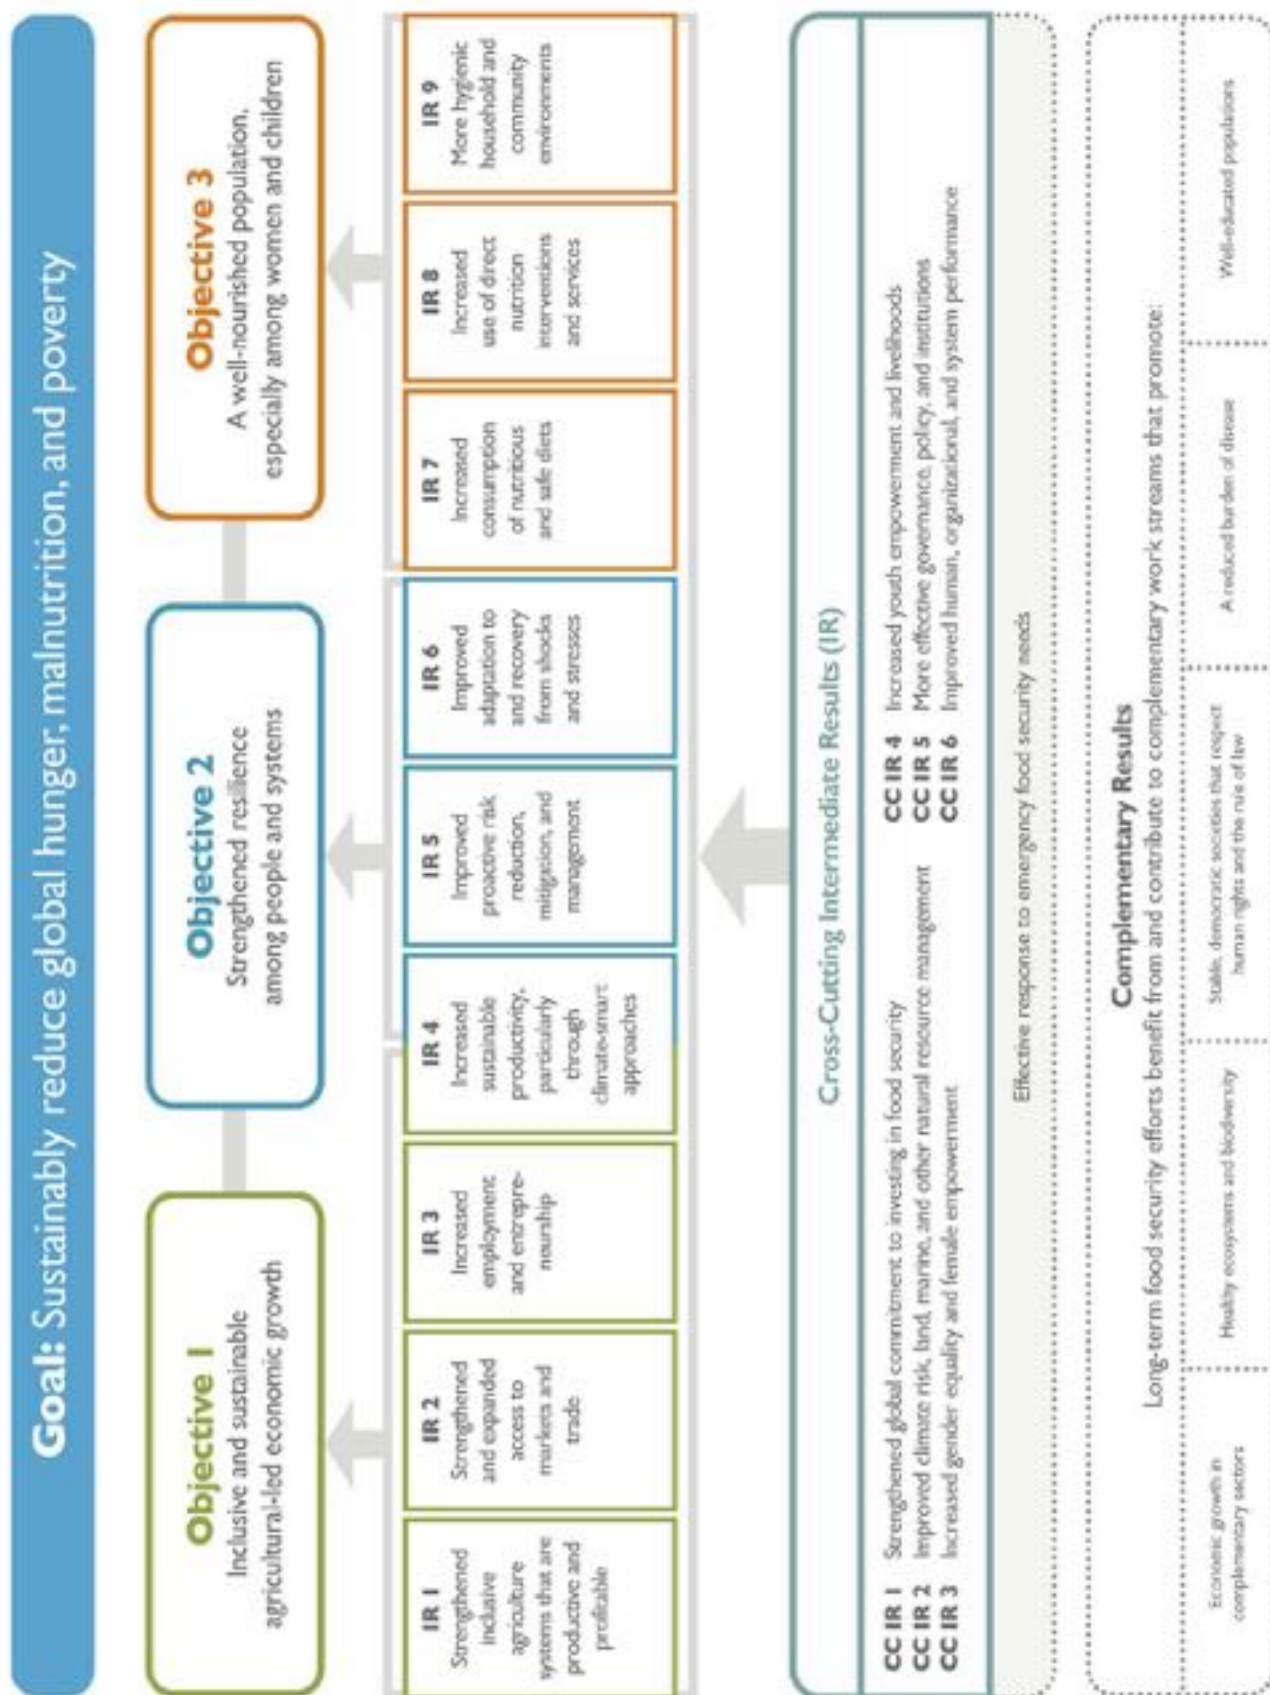 Goal: Sustainably reduce global hunger, malnutrition, and poverty
Objective 1
Inclusive and sustainable
agricultural-led economic growth
Objective 2
Strengthened resilience
among people and systems
Objective 3
A well-nourished population,
especially among women and children
IR 1
Strengthened
inclusive
agriculture
systems that are
productive and
profitable
IR 2
Strengthened
and expanded
access to
markets and
trade
IR 3
Increased
employment
and entrepre-
neurship
IR 4
Increased
sustainable
productivity,
particularly
through
climate-smart
approaches
IR 5
Improved
proactive risk
reduction,
mitigation, and
management
IR 6
Improved
adaptation to
and recovery
from shocks
and stresses
IR 7
Increased
consumption
of nutritious
and safe diets
IR 8
Increased
use of direct
nutrition
interventions
and services
IR 9
More hygienic
household and
community
environments
Cross-Cutting Intermediate Results (IR)
CC IR 1 Strengthened global commitment to investing in food security
CC IR 2 Improved climate risk, land, marine, and other natural resource management
CC IR 3 Increased gender equality and female empowerment
CC IR 4 Increased youth empowerment and livelihoods
CC IR 5 More effective governance, policy, and institutions
CC IR 6 Improved human, organizational, and system performance
Effective response to emergency food security needs
Complementary Results
Long-term food security efforts benefit from and contribute to complementary work streams that promote:
Economic growth in
complementary sectors
Healthy ecosystems and biodiversity
Stable, democratic societies that respect
human rights and the rule of law
A reduced burden of disease
Well-educated populations